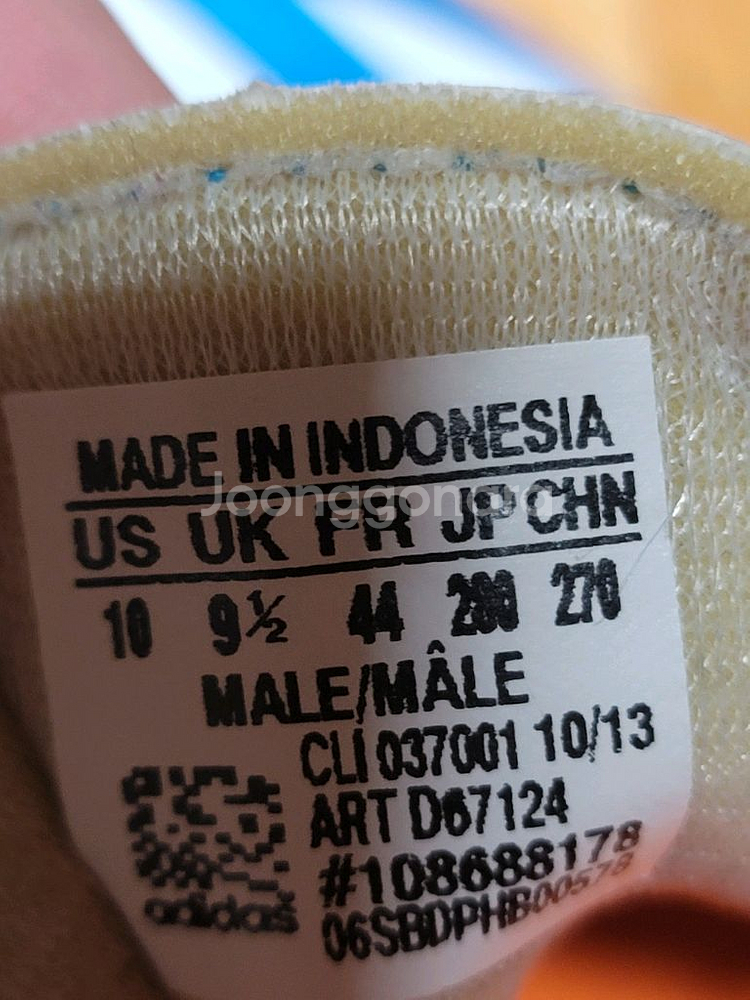 MADE IN INDONESIA
US UK FR JP CHN
10 9½ 44 280 270
MALE/MÂLE
CLI 037001 10/13
ART D67124
#108688178
06SBDPHB00578
adidas
Joonggonara